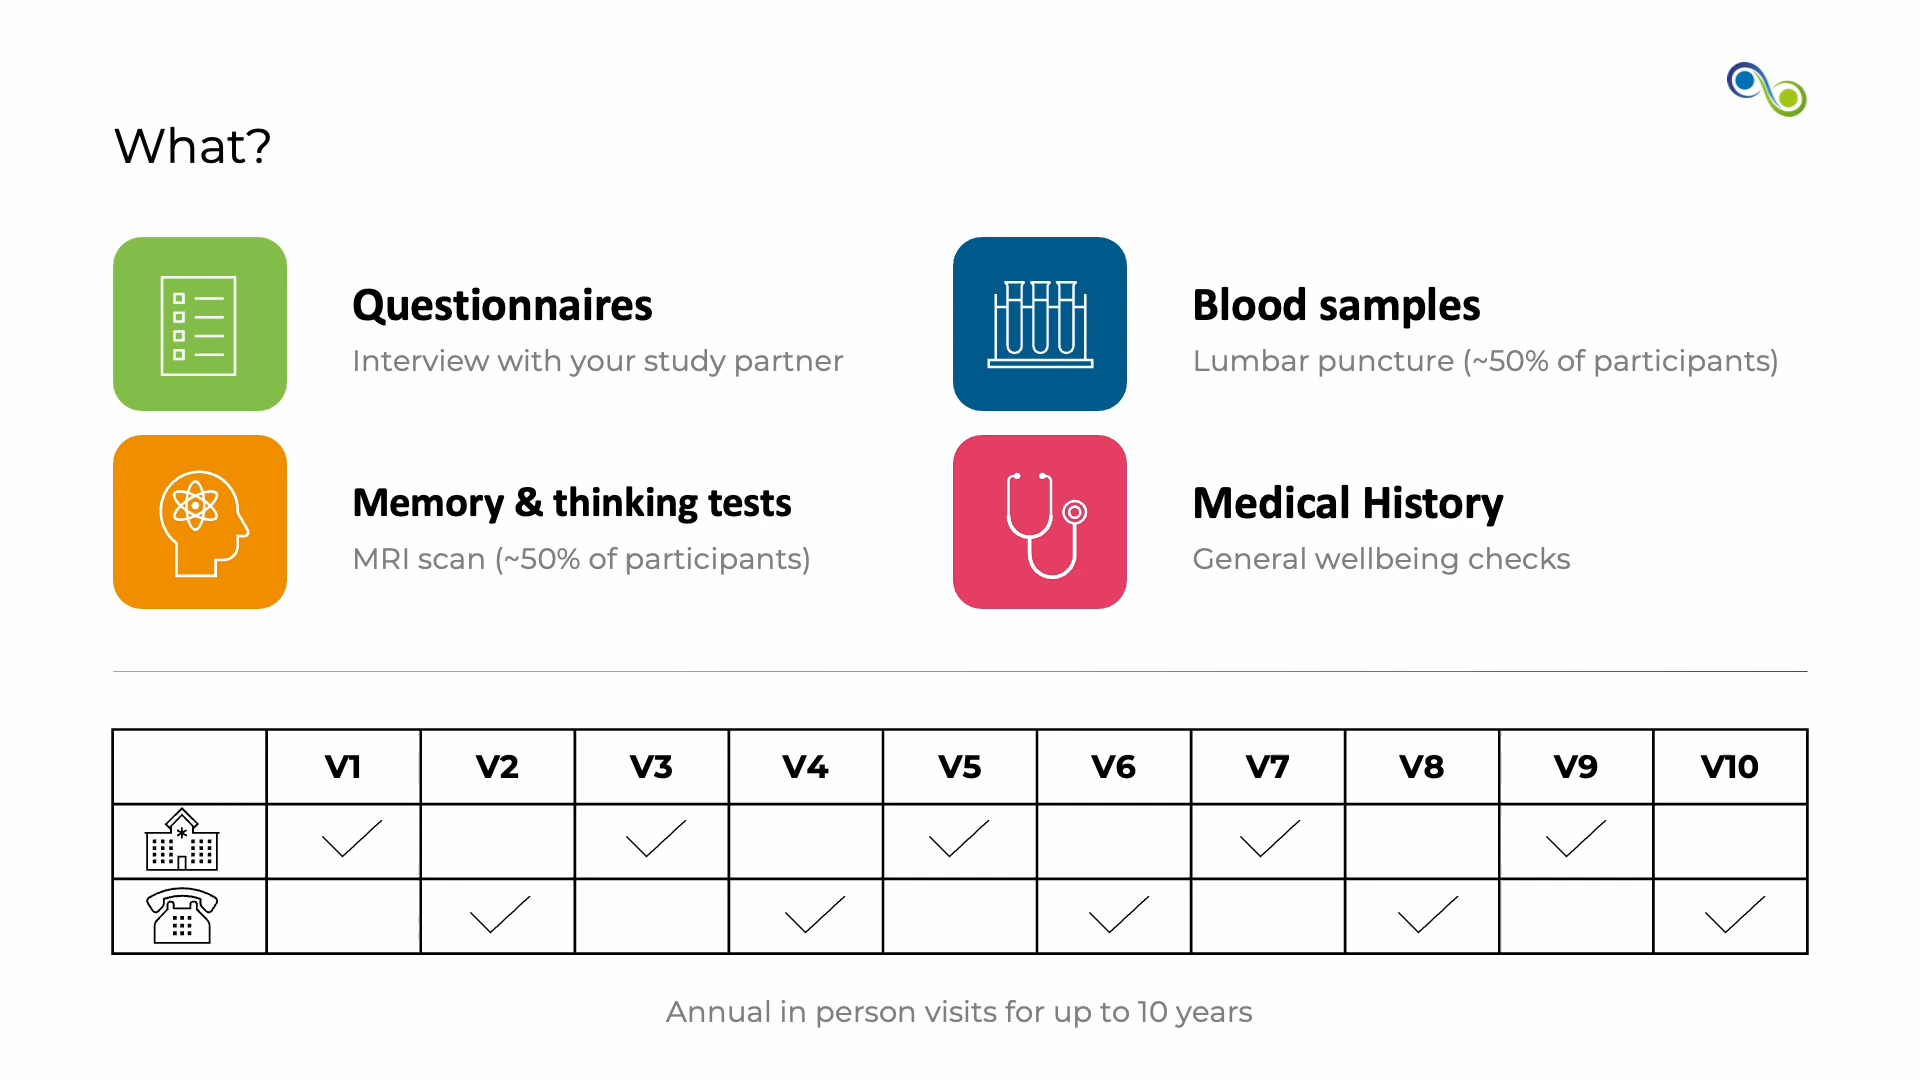 What?
Questionnaires
Interview with your study partner
Blood samples
Lumbar puncture (~50% of participants)
Memory & thinking tests
MRI scan (~50% of participants)
Medical History
General wellbeing checks
V1 V2 V3 V4 V5 V6 V7 V8 V9 V10
Annual in person visits for up to 10 years